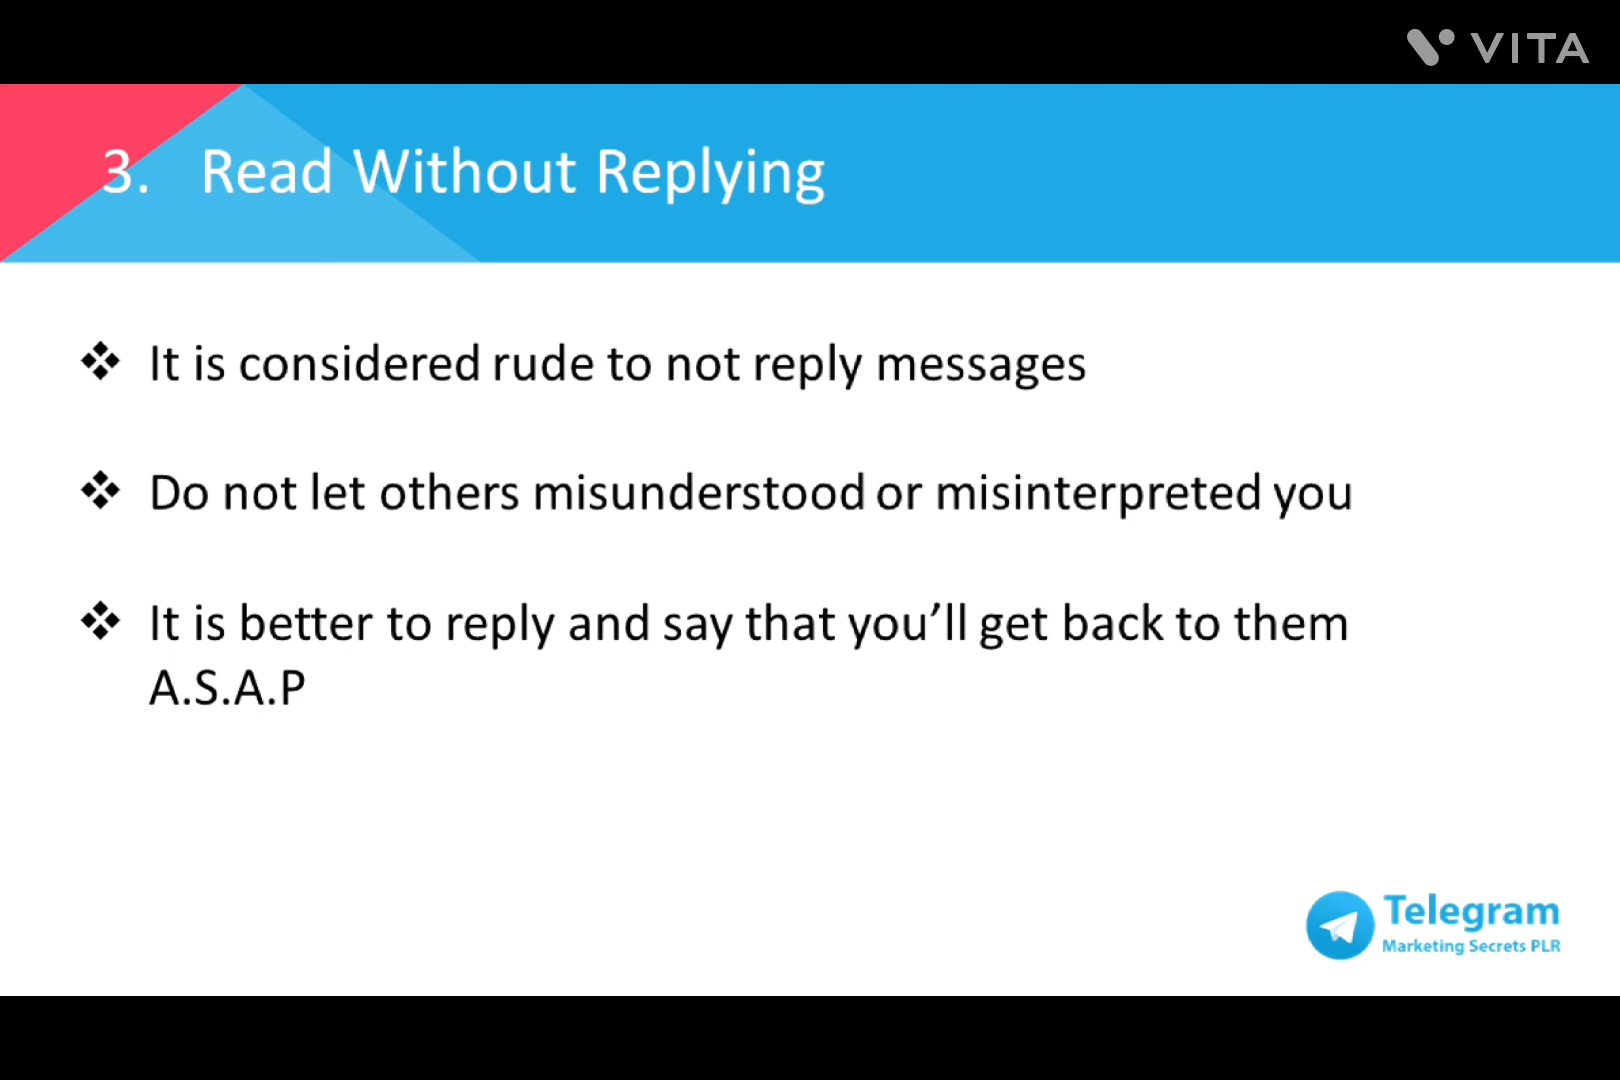 VITA
3. Read Without Replying
❖ It is considered rude to not reply messages
❖ Do not let others misunderstood or misinterpreted you
❖ It is better to reply and say that you’ll get back to them
A.S.A.P
Telegram
Marketing Secrets PLR